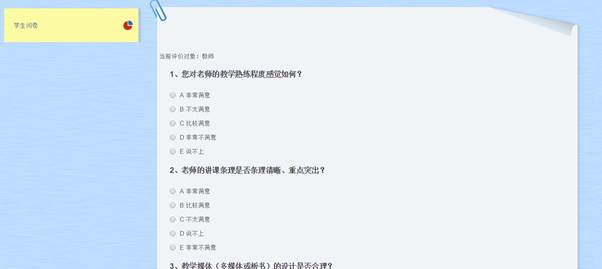 学生问卷
当前评价对象：教师
1、您对老师的教学熟练程度感觉如何？
A 非常满意
B 不太满意
C 比较满意
D 非常不满意
E 说不上
2、老师的讲课条理是否条理清晰、重点突出？
A 非常满意
B 比较满意
C 不太满意
D 说不上
E 非常不满意
3、教学媒体（多媒体或板书）的设计是否合理？